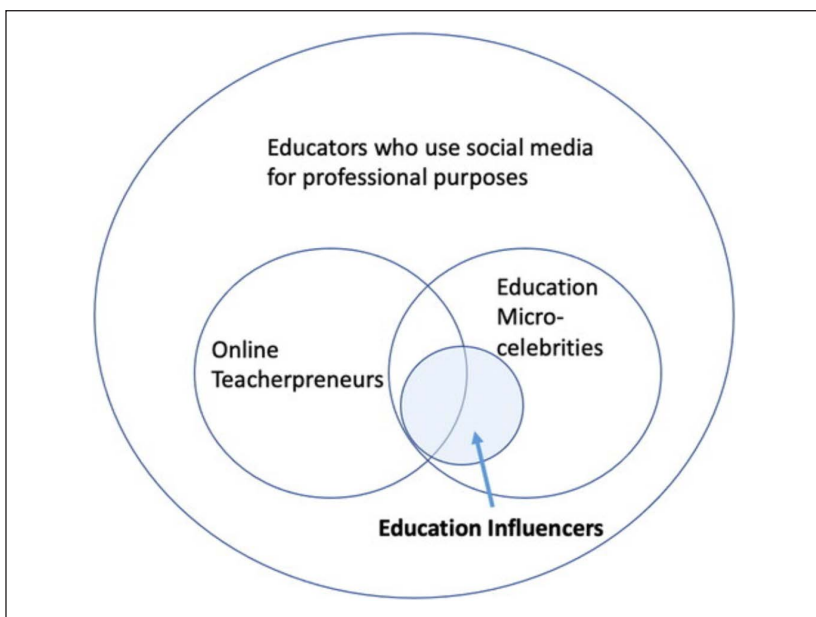 Educators who use social media
for professional purposes
Education
Micro-
celebrities
Online
Teacherpreneurs
Education Influencers